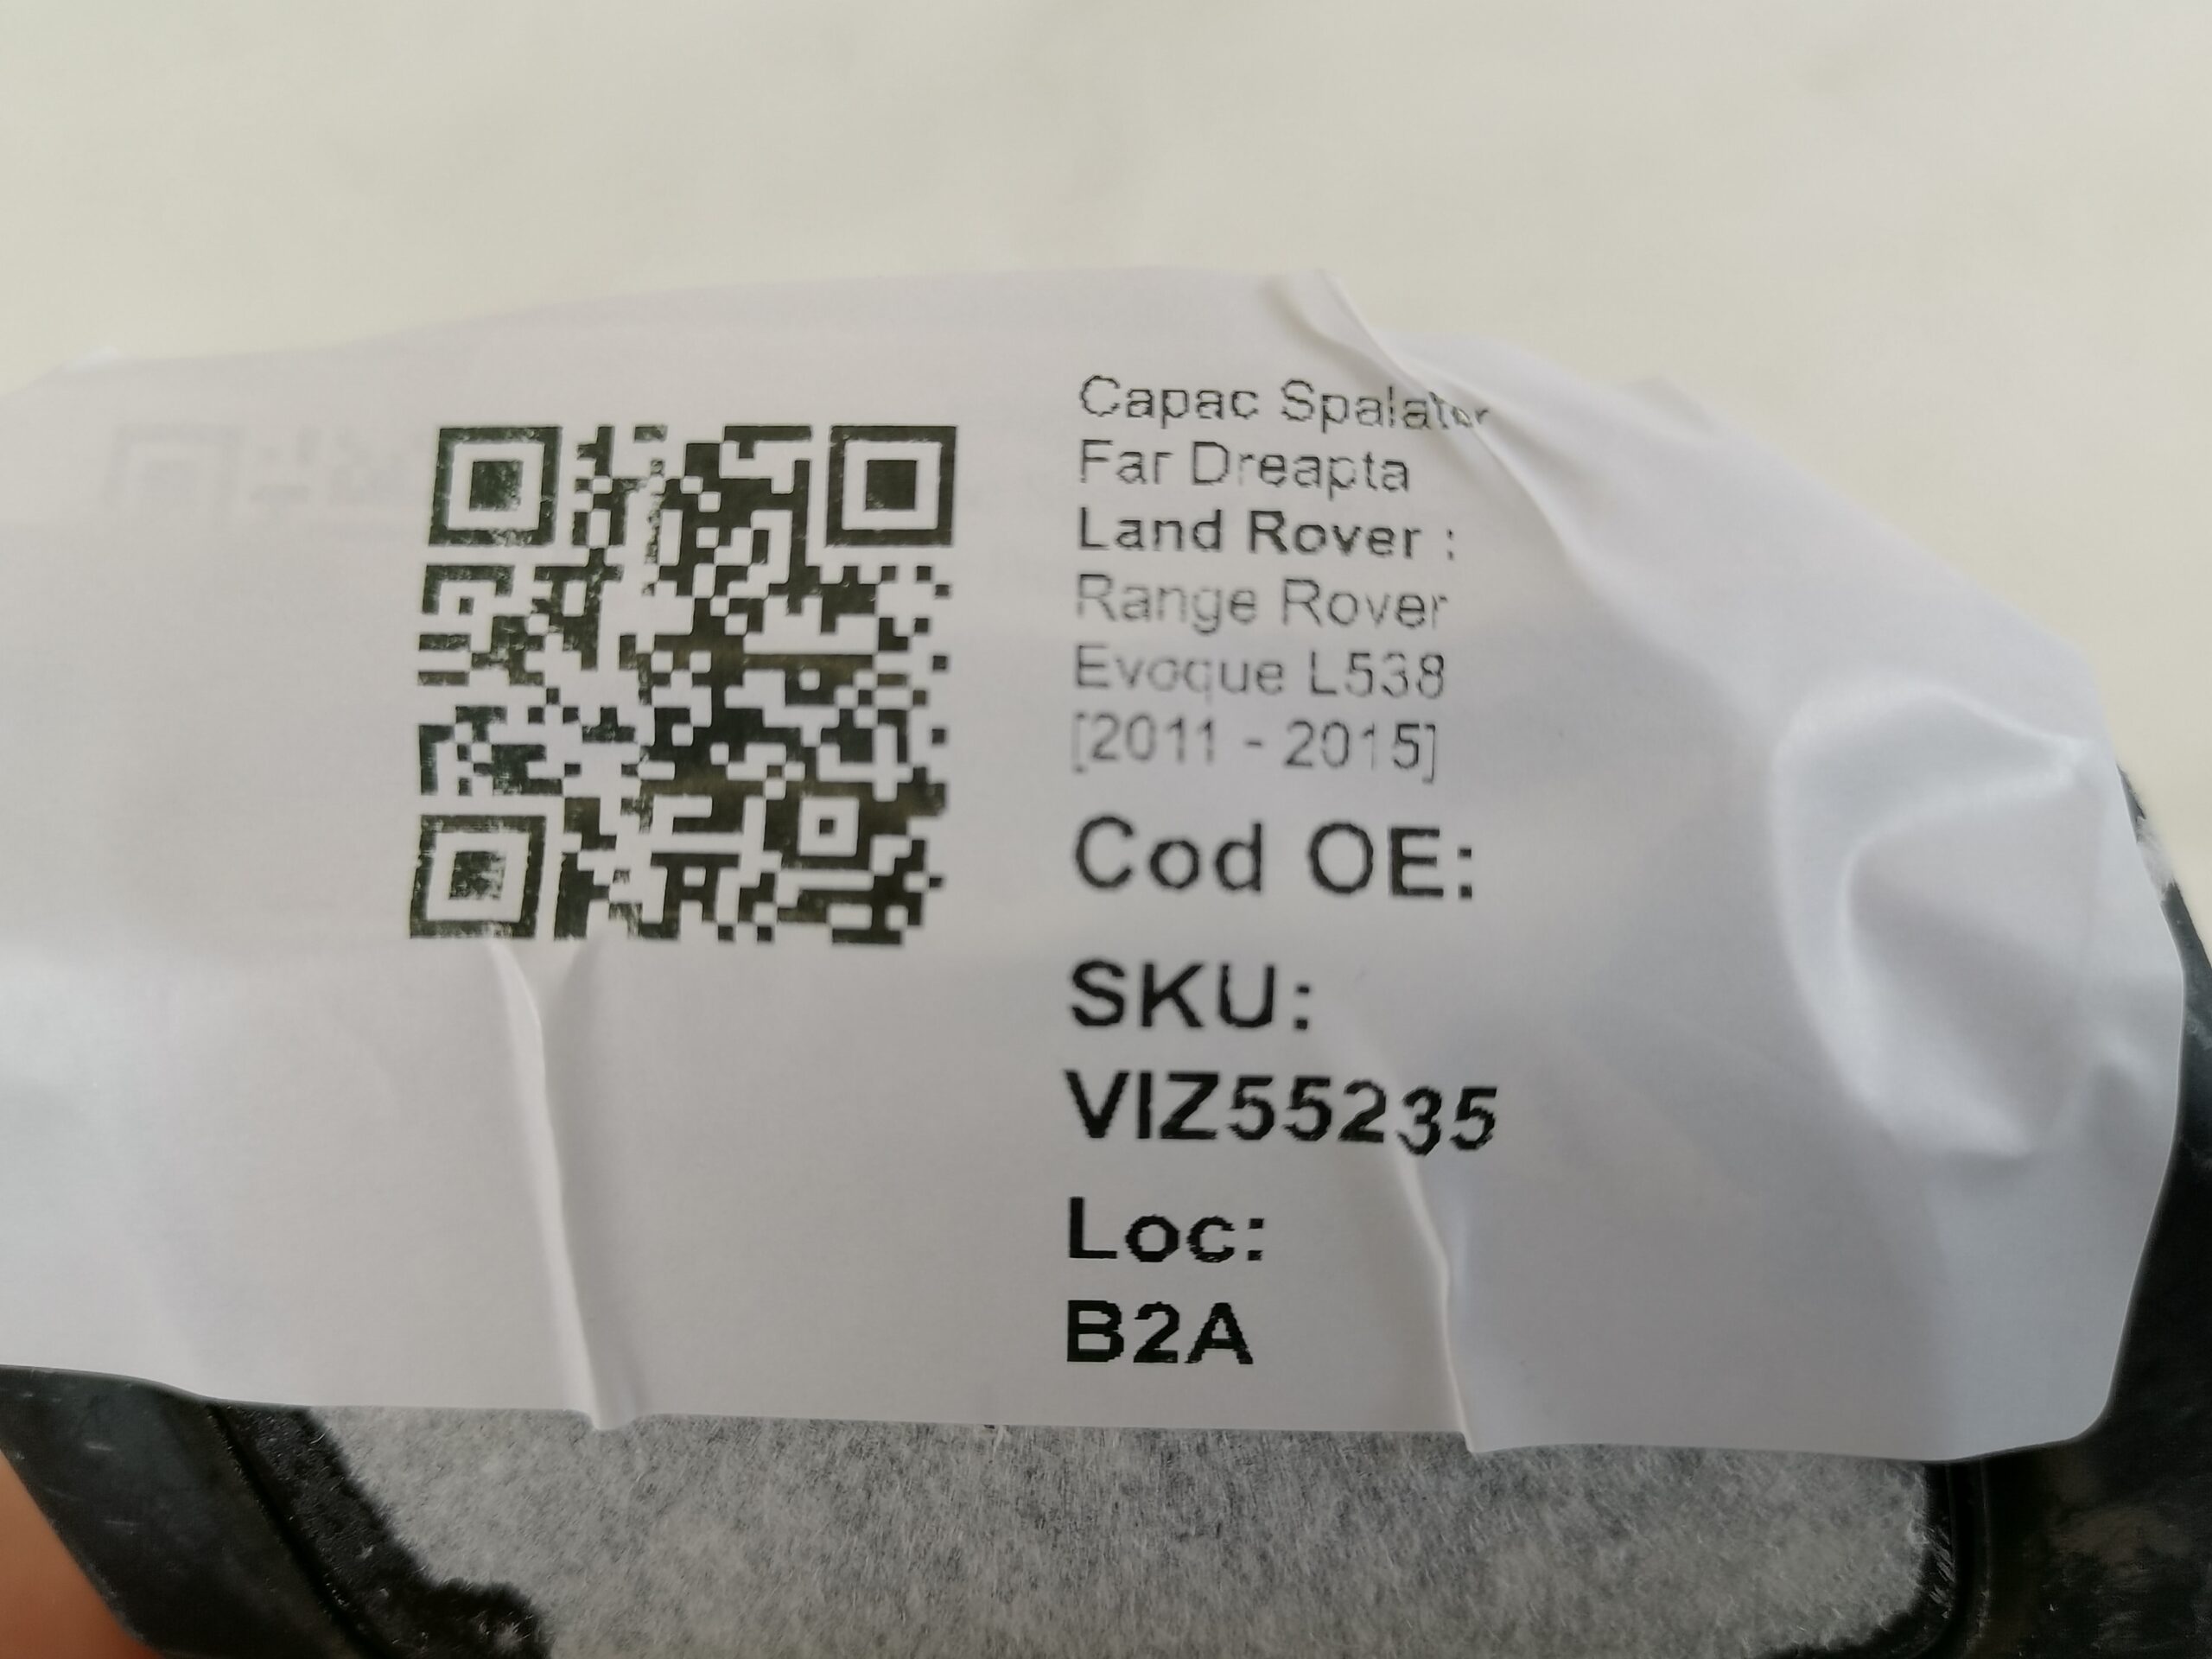 Capac Spalator
Far Dreapta
Land Rover :
Range Rover
Evoque L538
[2011 - 2015]
Cod OE:
SKU:
VIZ55235
Loc:
B2A